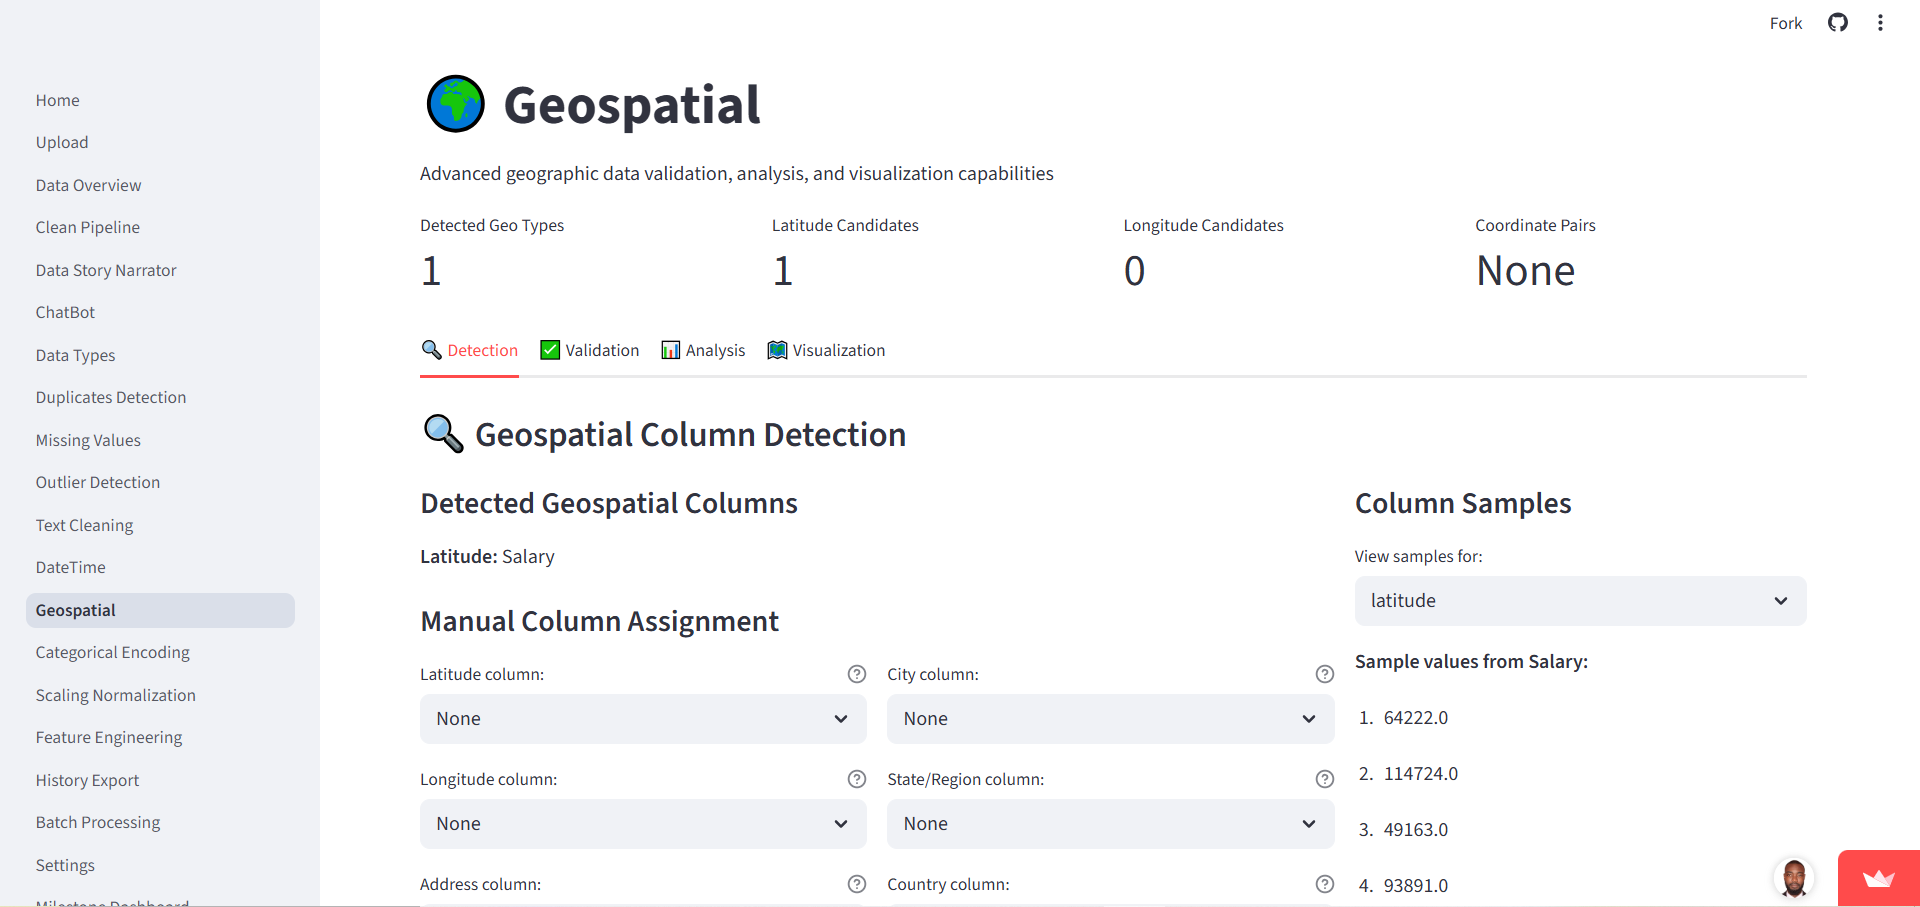 Fork
Home
Upload
Data Overview
Clean Pipeline
Data Story Narrator
ChatBot
Data Types
Duplicates Detection
Missing Values
Outlier Detection
Text Cleaning
DateTime
Geospatial
Categorical Encoding
Scaling Normalization
Feature Engineering
History Export
Batch Processing
Settings
Milestone Dashboard
Geospatial
Advanced geographic data validation, analysis, and visualization capabilities
Detected Geo Types
1
Latitude Candidates
1
Longitude Candidates
0
Coordinate Pairs
None
Detection
Validation
Analysis
Visualization
Geospatial Column Detection
Detected Geospatial Columns
Latitude: Salary
Manual Column Assignment
Latitude column:
None
City column:
None
Longitude column:
None
State/Region column:
None
Address column:
Country column:
Column Samples
View samples for:
latitude
Sample values from Salary:
1. 64222.0
2. 114724.0
3. 49163.0
4. 93891.0